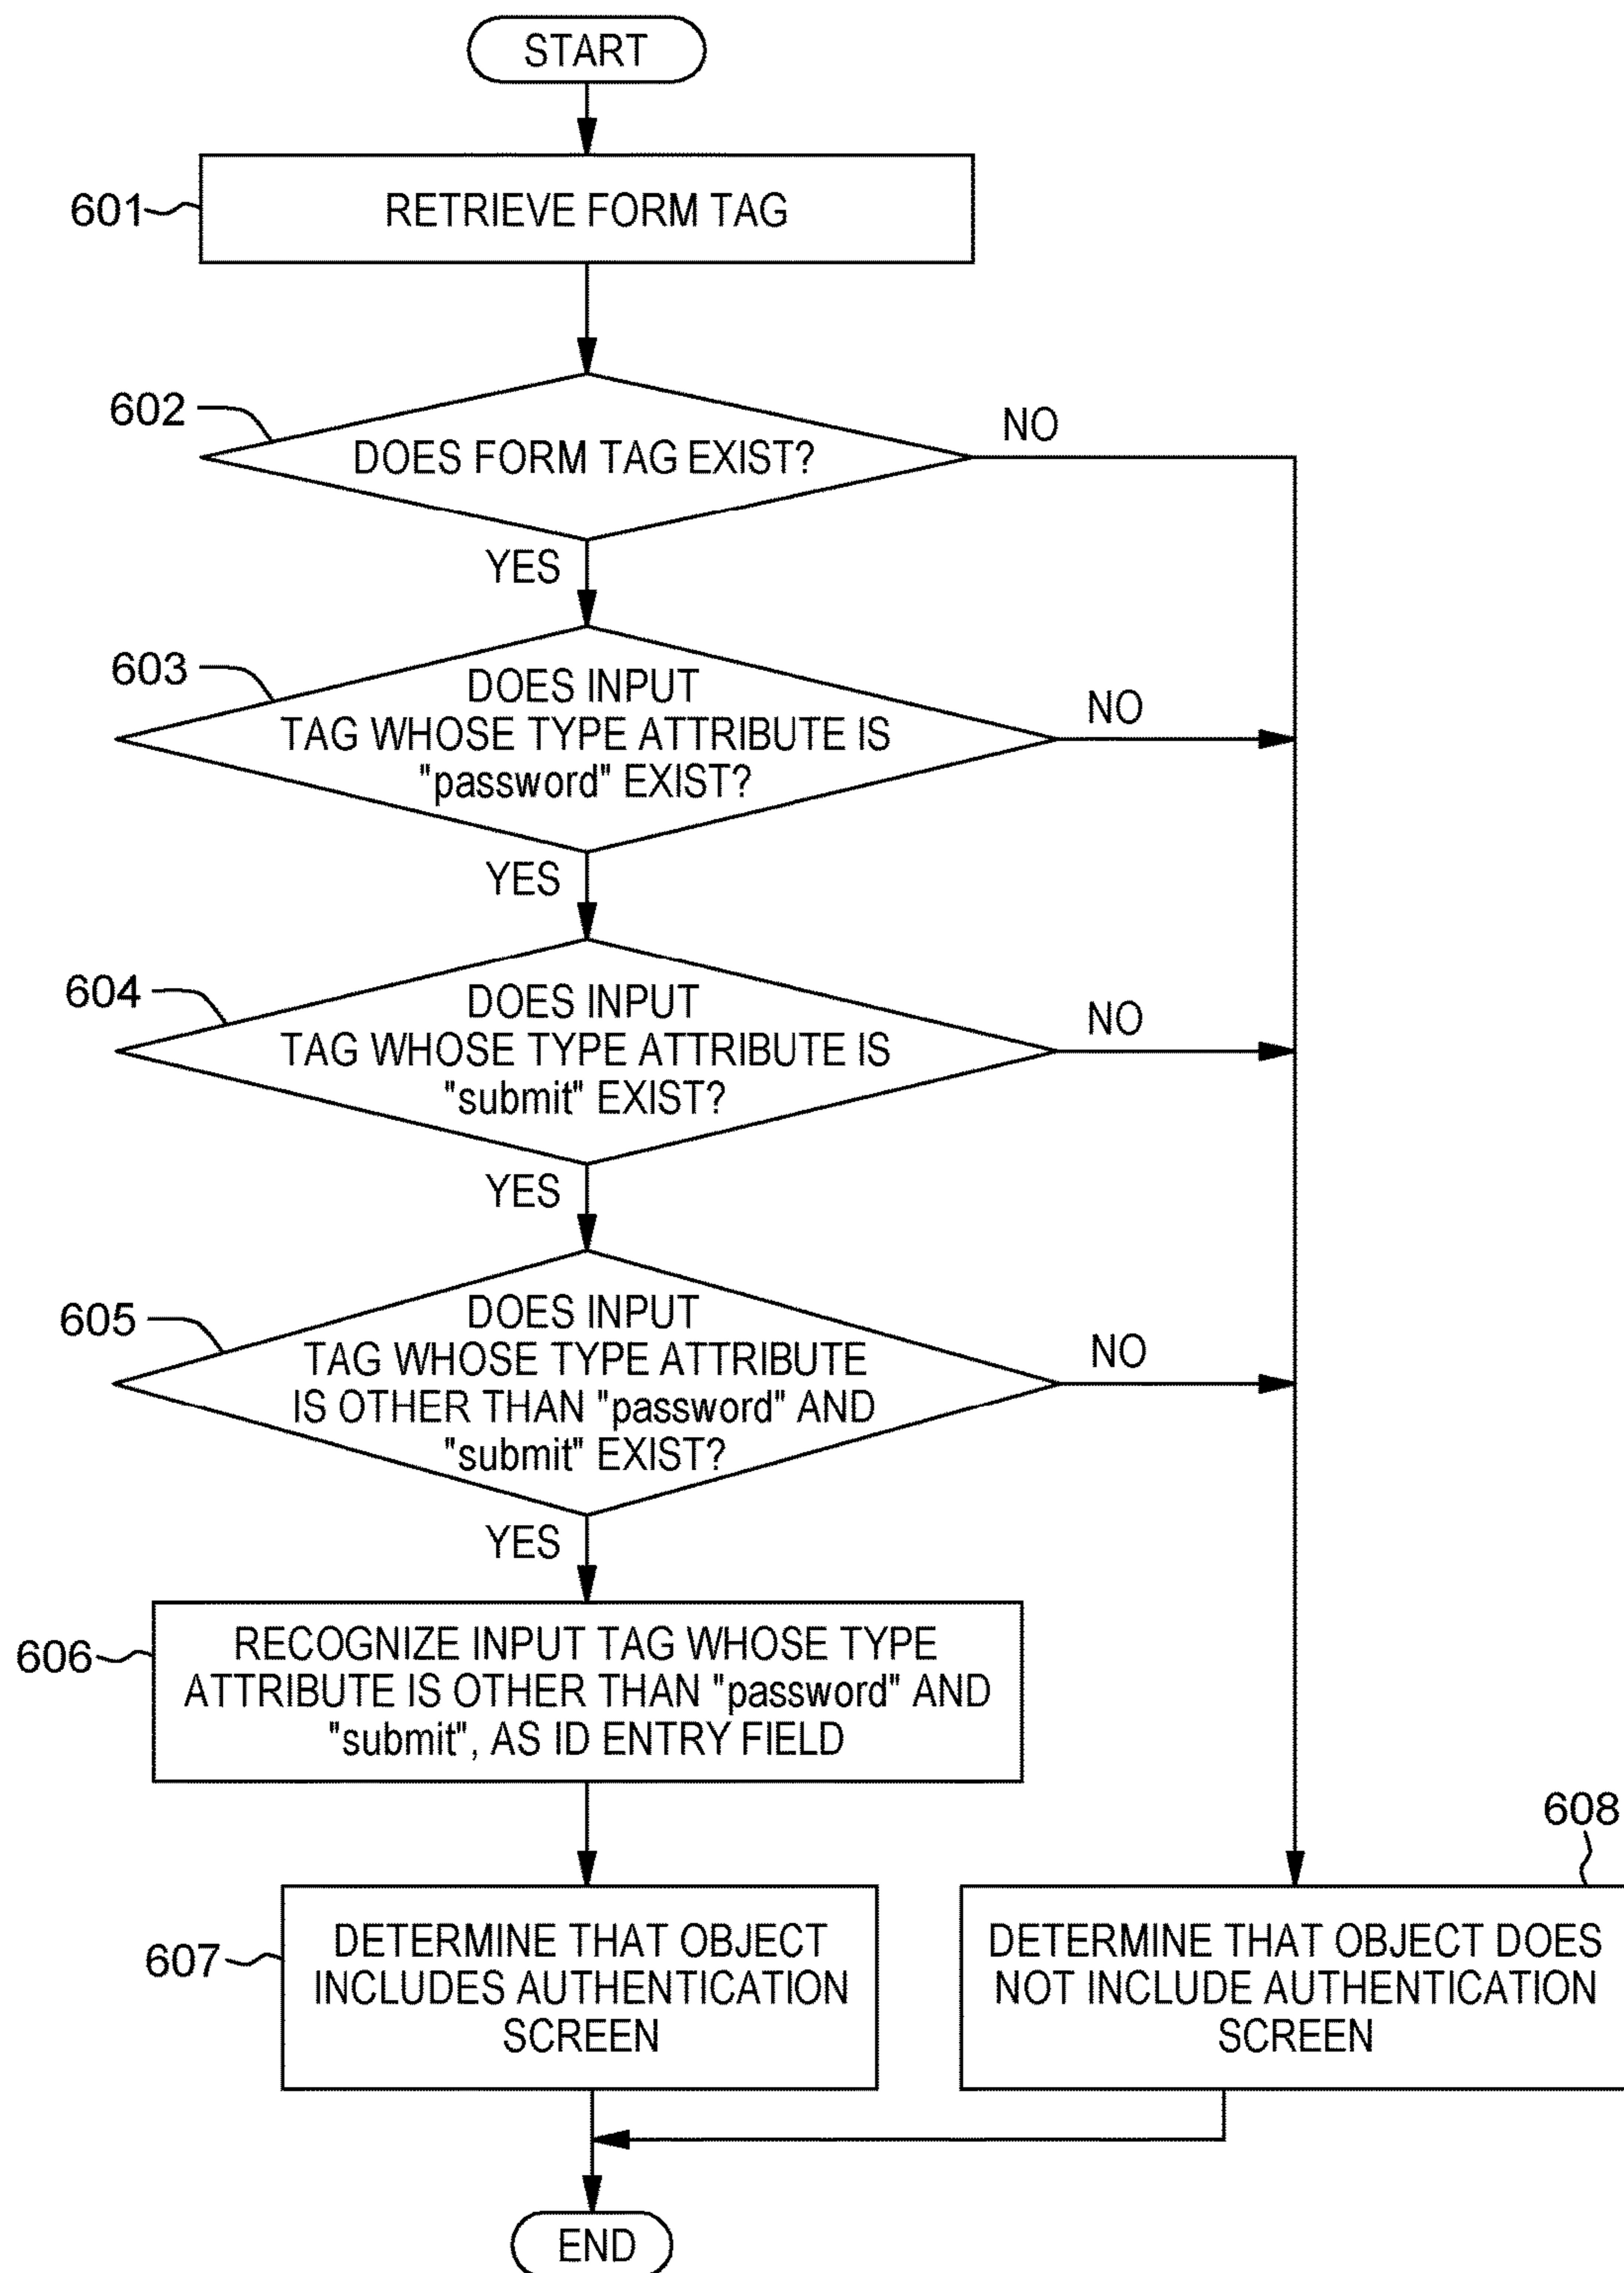 START
601
RETRIEVE FORM TAG
602
DOES FORM TAG EXIST?
NO
YES
603
DOES INPUT
TAG WHOSE TYPE ATTRIBUTE IS
"password" EXIST?
NO
YES
604
DOES INPUT
TAG WHOSE TYPE ATTRIBUTE IS
"submit" EXIST?
NO
YES
605
DOES INPUT
TAG WHOSE TYPE ATTRIBUTE
IS OTHER THAN "password" AND
"submit" EXIST?
NO
YES
606
RECOGNIZE INPUT TAG WHOSE TYPE
ATTRIBUTE IS OTHER THAN "password" AND
"submit", AS ID ENTRY FIELD
607
DETERMINE THAT OBJECT
INCLUDES AUTHENTICATION
SCREEN
608
DETERMINE THAT OBJECT DOES
NOT INCLUDE AUTHENTICATION
SCREEN
END